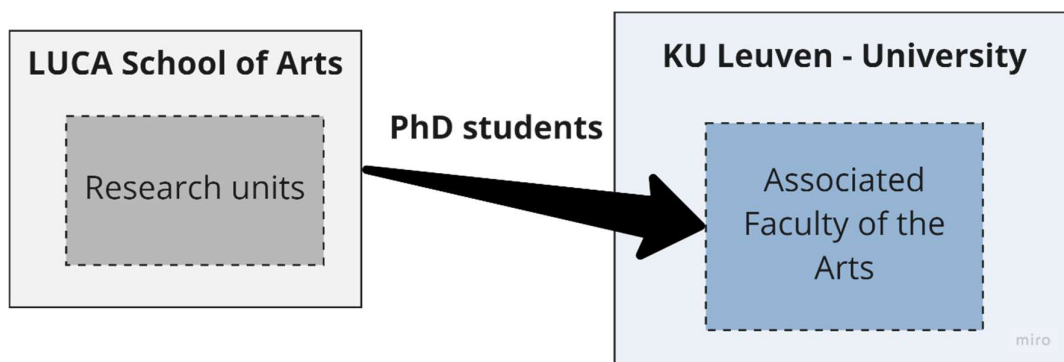 LUCA School of Arts
Research units
PhD students
KU Leuven - University
Associated
Faculty of the
Arts
miro